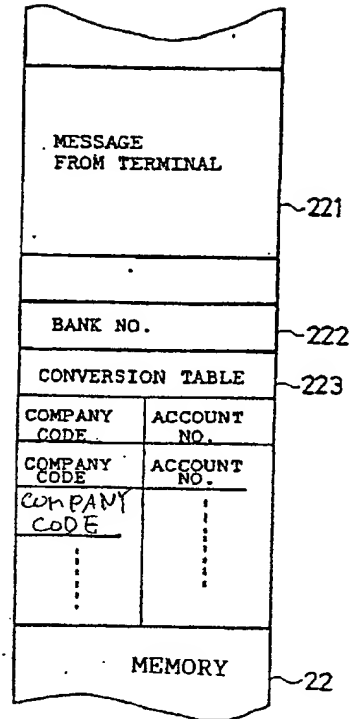 MESSAGE
FROM TERMINAL
221
BANK NO.
222
CONVERSION TABLE
223
COMPANY CODE
ACCOUNT NO.
COMPANY CODE
ACCOUNT NO.
COMPANY
CODE
MEMORY
22